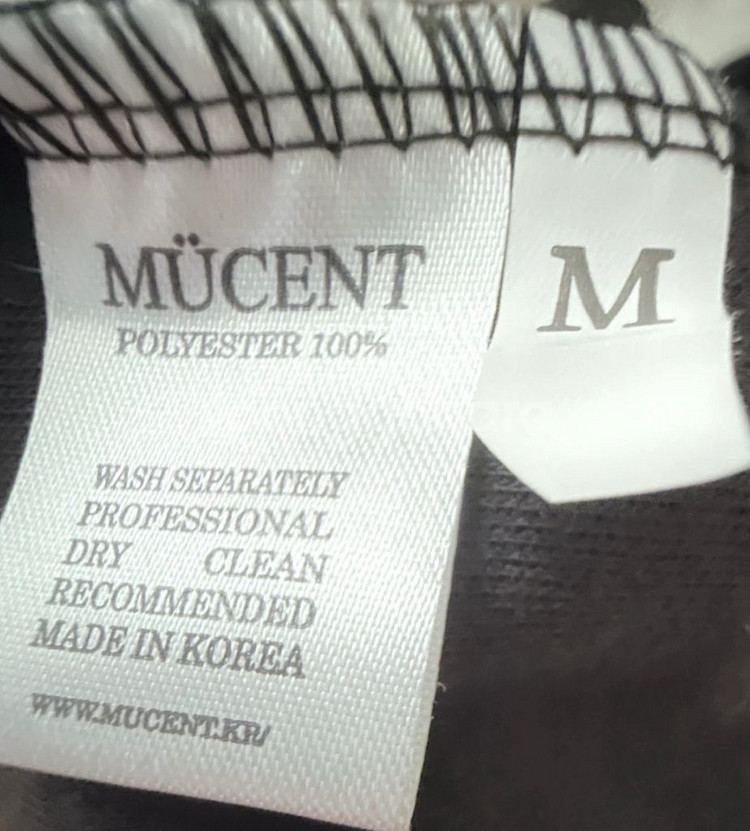 MÜCENT
POLYESTER 100%
WASH SEPARATELY
PROFESSIONAL
DRY CLEAN
RECOMMENDED
MADE IN KOREA
WWW.MUCENT.KR/
M